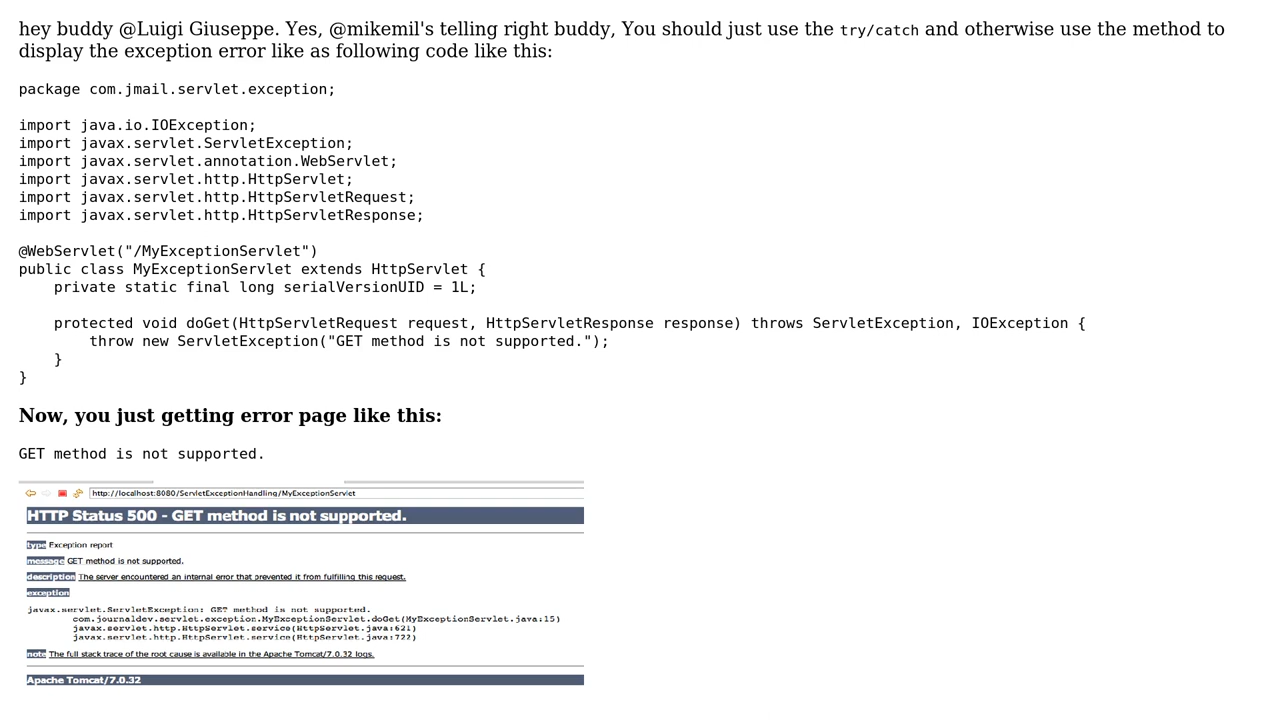 hey buddy @Luigi Giuseppe. Yes, @mikemil's telling right buddy, You should just use the try/catch and otherwise use the method to
display the exception error like as following code like this:
package com.jmail.servlet.exception;
import java.io.IOException;
import javax.servlet.ServletException;
import javax.servlet.annotation.WebServlet;
import javax.servlet.http.HttpServlet;
import javax.servlet.http.HttpServletRequest;
import javax.servlet.http.HttpServletResponse;
@WebServlet("/MyExceptionServlet")
public class MyExceptionServlet extends HttpServlet {
    private static final long serialVersionUID = 1L;
    protected void doGet(HttpServletRequest request, HttpServletResponse response) throws ServletException, IOException {
        throw new ServletException("GET method is not supported.");
    }
}
Now, you just getting error page like this:
GET method is not supported.
http://localhost:8080/ServletExceptionHandling/MyExceptionServlet
HTTP Status 500 - GET method is not supported.
type Exception report
message GET method is not supported.
description The server encountered an internal error that prevented it from fulfilling this request.
exception
javax.servlet.ServletException: GET method is not supported.
        com.journaldev.servlet.exception.MyExceptionServlet.doGet(MyExceptionServlet.java:15)
        javax.servlet.http.HttpServlet.service(HttpServlet.java:621)
        javax.servlet.http.HttpServlet.service(HttpServlet.java:722)
note The full stack trace of the root cause is available in the Apache Tomcat/7.0.32 logs.
Apache Tomcat/7.0.32